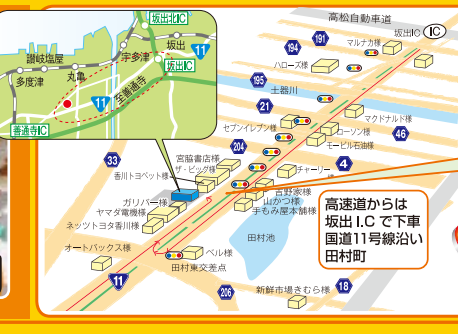 坂出北IC
坂出
11
讃岐塩屋
宇多津
坂出IC
多度津
丸亀
11
至善通寺
善通寺IC
高松自動車道
坂出IC
IC
191
194
マルナカ様
ハローズ様
195
土器川
21
マクドナルド様
セブンイレブン様
ローソン様
46
モービル石油様
204
33
宮脇書店様
ザ・ビッグ様
4
チャーリー様
香川トヨペット様
吉野家様
ガリバー様
山かつ様
ヤマダ電機様
手もみ屋本舗様
ネッツトヨタ香川様
高速道からは
坂出 I.C で下車
国道11号線沿い
田村町
オートバックス様
田村池
ベル様
田村東交差点
11
206
新鮮市場きむら様
18